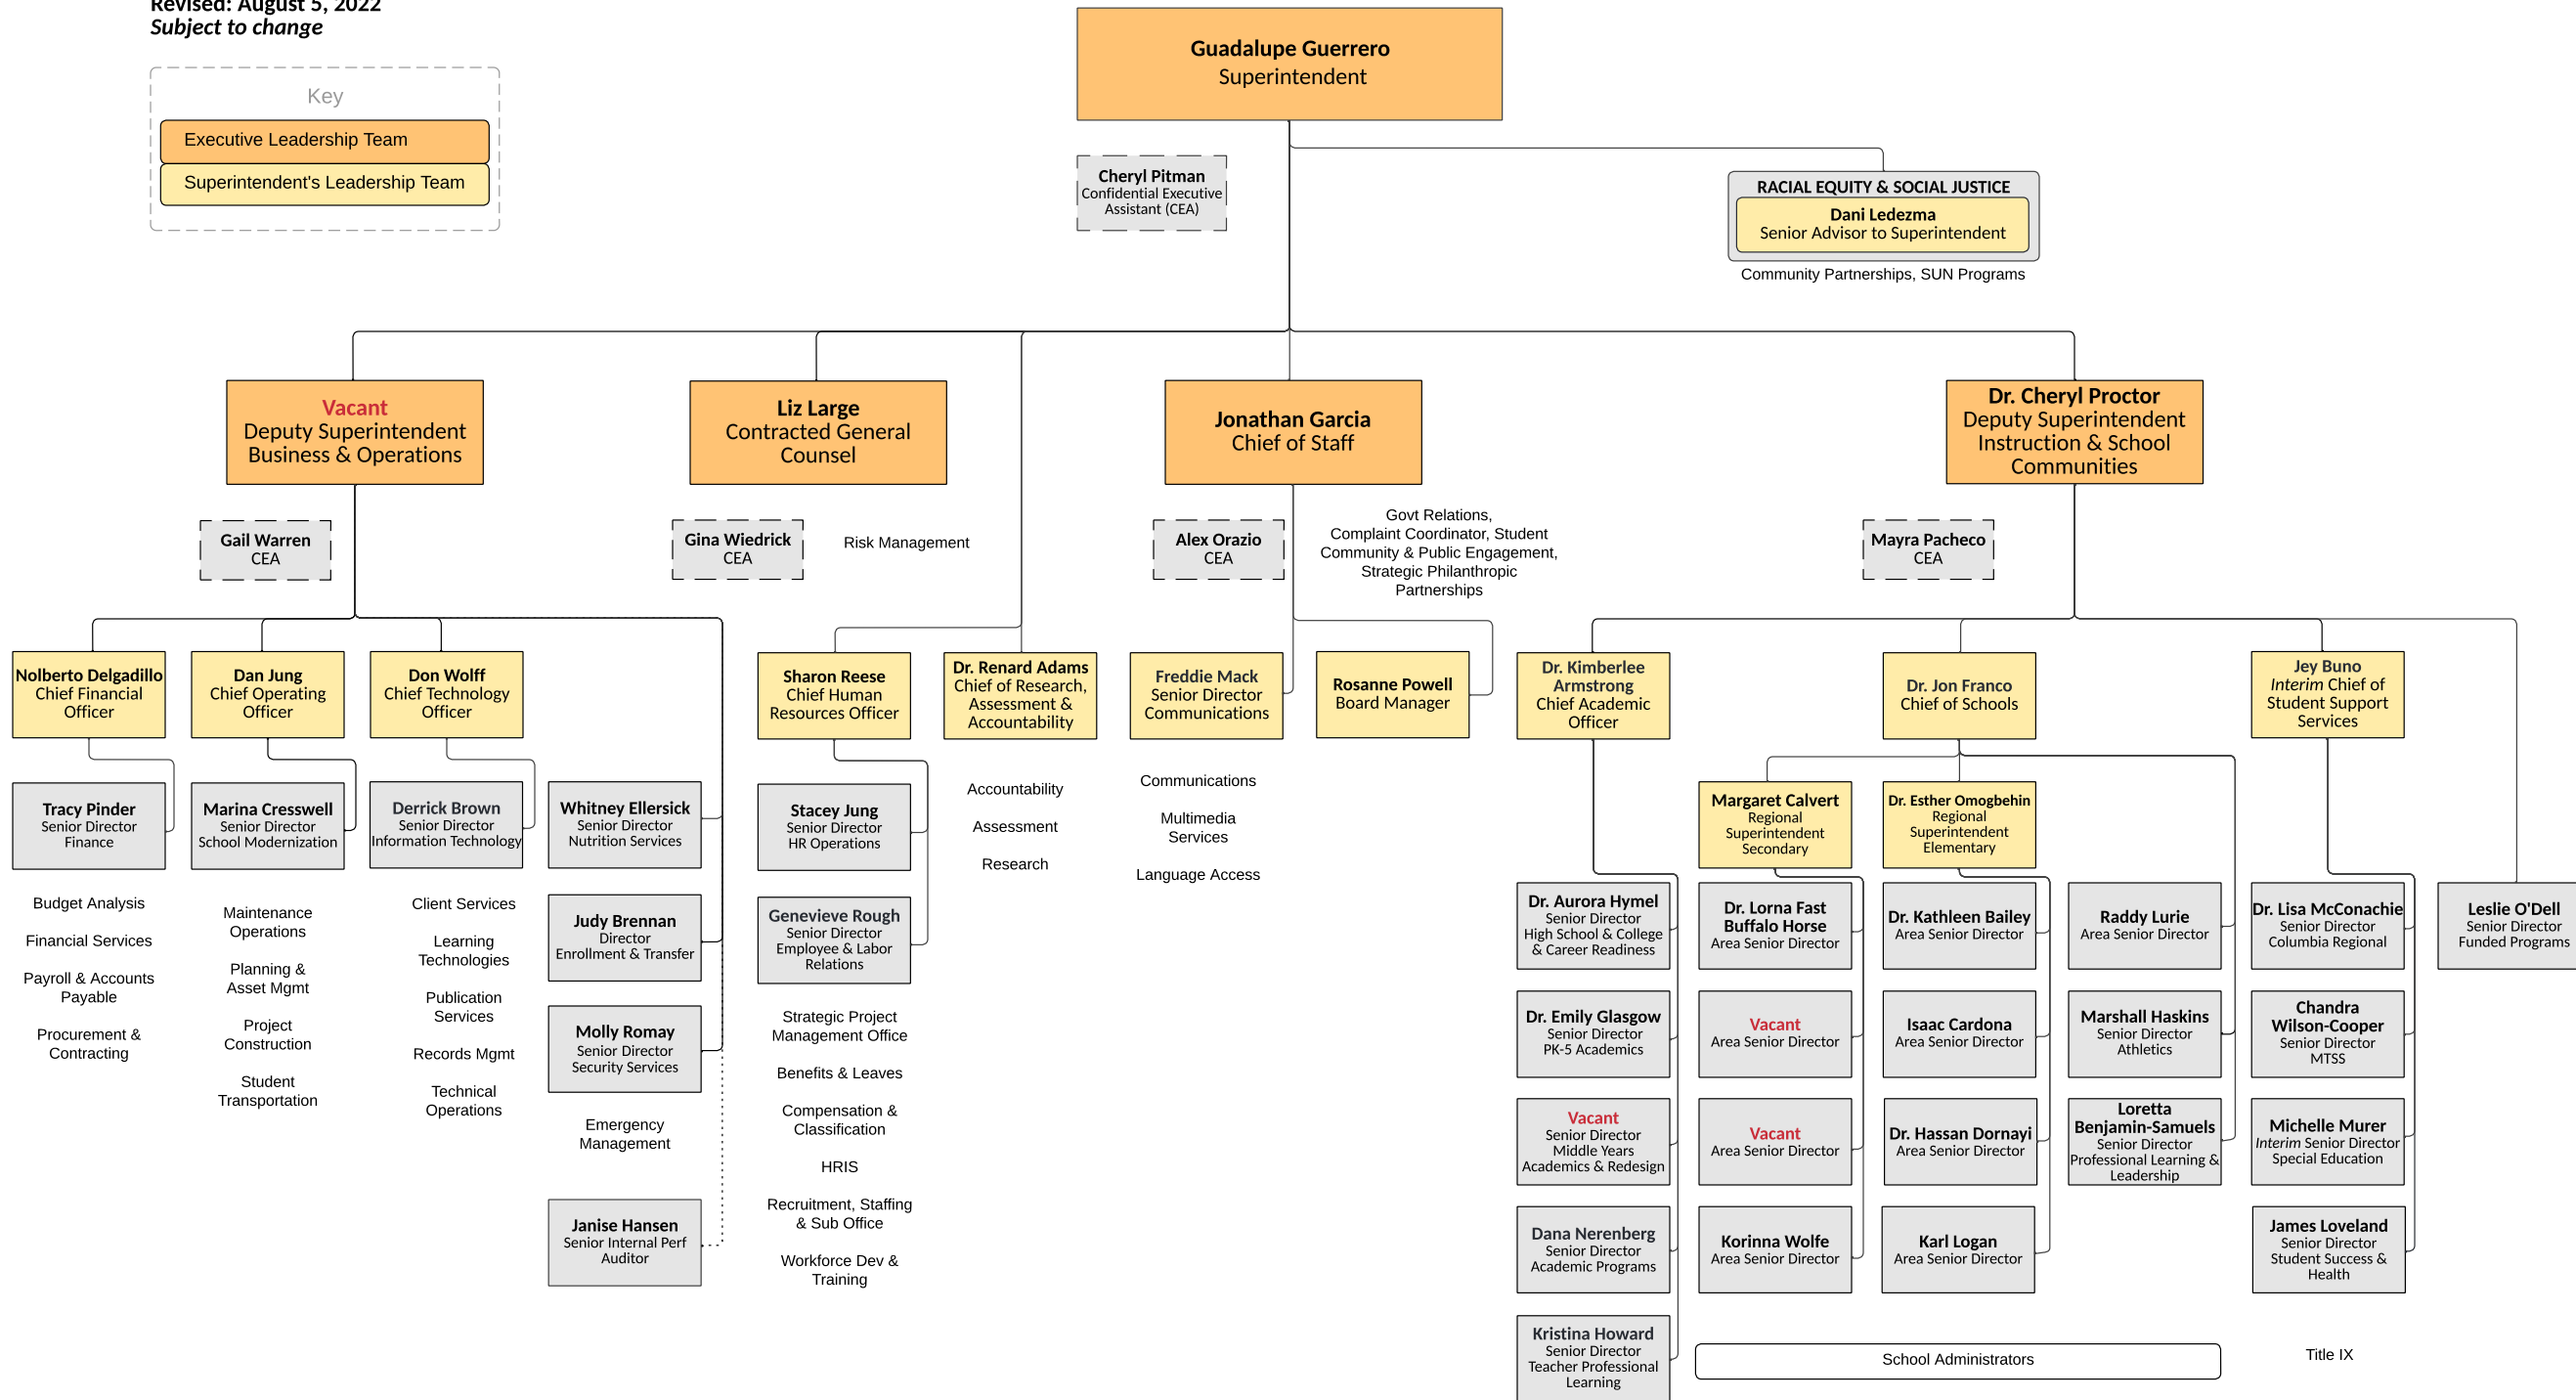 Revised: August 5, 2022
Subject to change
Key
Executive Leadership Team
Superintendent's Leadership Team
Guadalupe Guerrero
Superintendent
Cheryl Pitman
Confidential Executive
Assistant (CEA)
RACIAL EQUITY & SOCIAL JUSTICE
Dani Ledezma
Senior Advisor to Superintendent
Community Partnerships, SUN Programs
Vacant
Deputy Superintendent
Business & Operations
Liz Large
Contracted General
Counsel
Jonathan Garcia
Chief of Staff
Dr. Cheryl Proctor
Deputy Superintendent
Instruction & School
Communities
Gail Warren
CEA
Gina Wiedrick
CEA
Risk Management
Alex Orazio
CEA
Govt Relations,
Complaint Coordinator, Student
Community & Public Engagement,
Strategic Philanthropic
Partnerships
Mayra Pacheco
CEA
Nolberto Delgadillo
Chief Financial
Officer
Dan Jung
Chief Operating
Officer
Don Wolff
Chief Technology
Officer
Sharon Reese
Chief Human
Resources Officer
Dr. Renard Adams
Chief of Research,
Assessment &
Accountability
Freddie Mack
Senior Director
Communications
Rosanne Powell
Board Manager
Dr. Kimberlee
Armstrong
Chief Academic
Officer
Dr. Jon Franco
Chief of Schools
Jey Buno
Interim Chief of
Student Support
Services
Tracy Pinder
Senior Director
Finance
Budget Analysis
Financial Services
Payroll & Accounts
Payable
Procurement &
Contracting
Marina Cresswell
Senior Director
School Modernization
Maintenance
Operations
Planning &
Asset Mgmt
Project
Construction
Student
Transportation
Derrick Brown
Senior Director
Information Technology
Client Services
Learning
Technologies
Publication
Services
Records Mgmt
Technical
Operations
Whitney Ellersick
Senior Director
Nutrition Services
Judy Brennan
Director
Enrollment & Transfer
Molly Romay
Senior Director
Security Services
Emergency
Management
Janise Hansen
Senior Internal Perf
Auditor
Stacey Jung
Senior Director
HR Operations
Genevieve Rough
Senior Director
Employee & Labor
Relations
Strategic Project
Management Office
Benefits & Leaves
Compensation &
Classification
HRIS
Recruitment, Staffing
& Sub Office
Workforce Dev &
Training
Accountability
Assessment
Research
Communications
Multimedia
Services
Language Access
Dr. Aurora Hymel
Senior Director
High School & College
& Career Readiness
Dr. Emily Glasgow
Senior Director
PK-5 Academics
Vacant
Senior Director
Middle Years
Academics & Redesign
Dana Nerenberg
Senior Director
Academic Programs
Kristina Howard
Senior Director
Teacher Professional
Learning
Margaret Calvert
Regional
Superintendent
Secondary
Dr. Lorna Fast
Buffalo Horse
Area Senior Director
Vacant
Area Senior Director
Vacant
Area Senior Director
Korinna Wolfe
Area Senior Director
Dr. Esther Omogbehin
Regional
Superintendent
Elementary
Dr. Kathleen Bailey
Area Senior Director
Isaac Cardona
Area Senior Director
Dr. Hassan Dornayi
Area Senior Director
Karl Logan
Area Senior Director
Raddy Lurie
Area Senior Director
Marshall Haskins
Senior Director
Athletics
Loretta
Benjamin-Samuels
Senior Director
Professional Learning &
Leadership
School Administrators
Dr. Lisa McConachie
Senior Director
Columbia Regional
Chandra
Wilson-Cooper
Senior Director
MTSS
Michelle Murer
Interim Senior Director
Special Education
James Loveland
Senior Director
Student Success &
Health
Title IX
Leslie O'Dell
Senior Director
Funded Programs